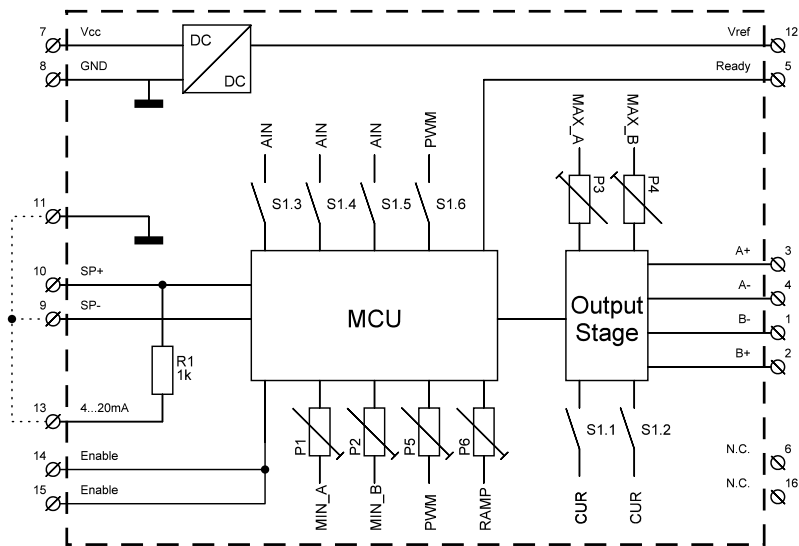 7 Vcc DC Vref 12
8 GND DC Ready 5
AIN AIN AIN PWM MAX_A MAX_B
S1.3 S1.4 S1.5 S1.6 P3 P4
11
10 SP+ A+ 3
9 SP- MCU Output Stage A- 4
B- 1
B+ 2
R1
1k
13 4...20mA
P1 P2 P5 P6 S1.1 S1.2
14 Enable N.C. 6
15 Enable N.C. 16
MIN_A MIN_B PWM RAMP CUR CUR